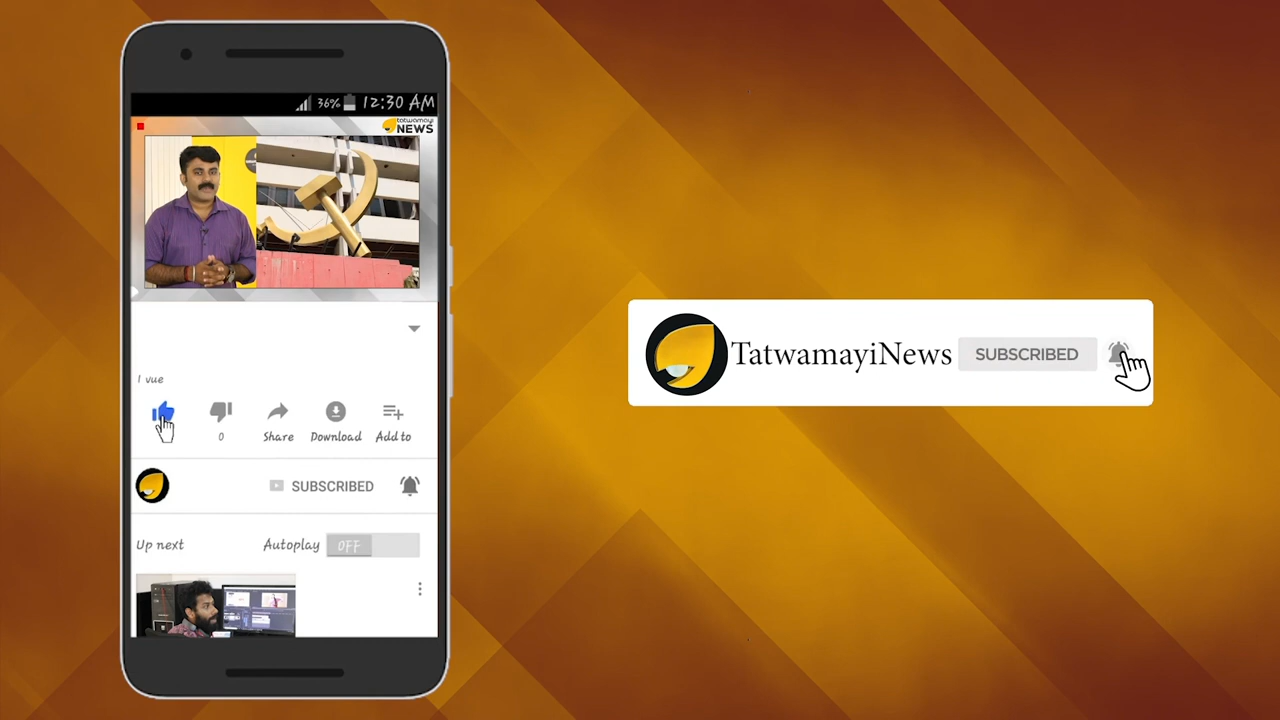 36% 12:30 AM
tatwamayi
NEWS
1 vue
0 Share Download Add to
SUBSCRIBED
Up next Autoplay OFF
TatwamayiNews SUBSCRIBED